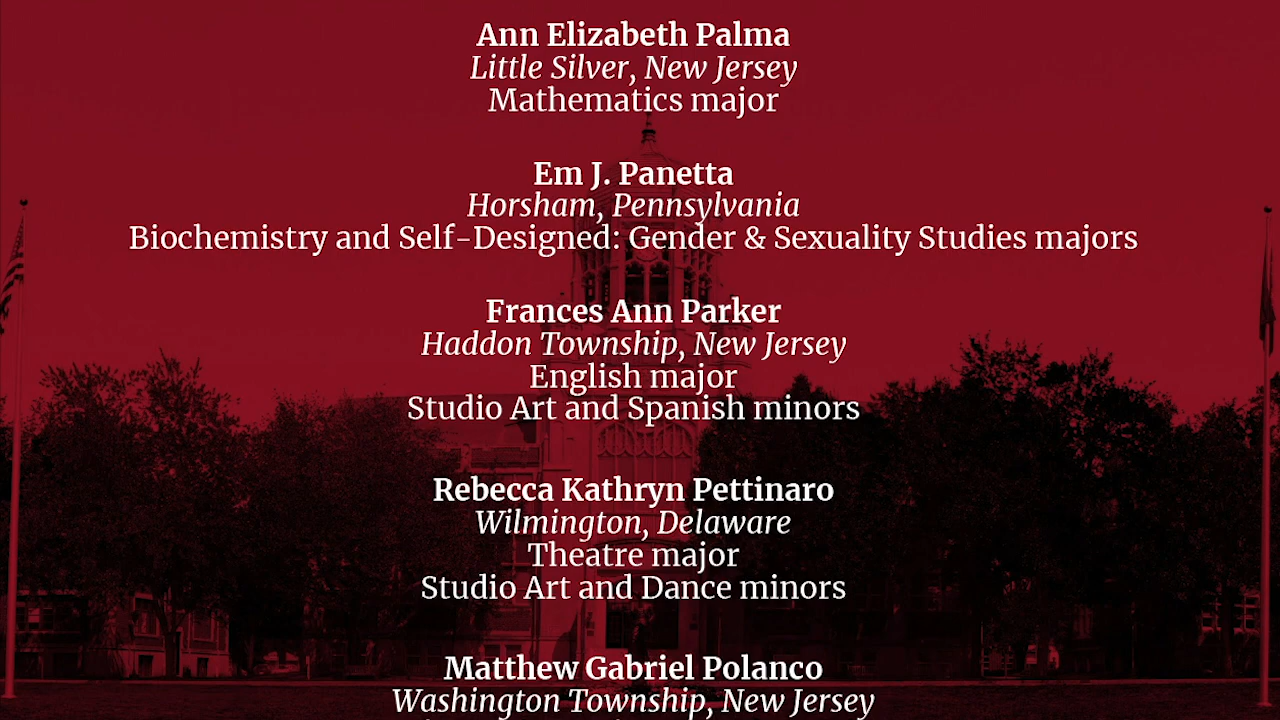 Ann Elizabeth Palma
Little Silver, New Jersey
Mathematics major
Em J. Panetta
Horsham, Pennsylvania
Biochemistry and Self-Designed: Gender & Sexuality Studies majors
Frances Ann Parker
Haddon Township, New Jersey
English major
Studio Art and Spanish minors
Rebecca Kathryn Pettinaro
Wilmington, Delaware
Theatre major
Studio Art and Dance minors
Matthew Gabriel Polanco
Washington Township, New Jersey